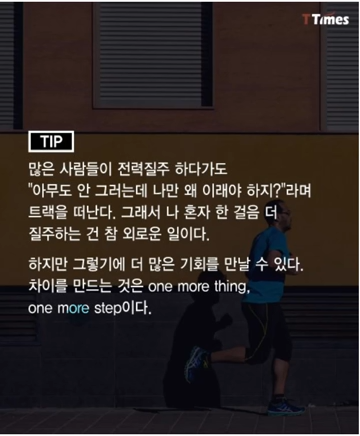 TTimes
TIP
많은 사람들이 전력질주 하다가도
"아무도 안 그러는데 나만 왜 이래야 하지?"라며
트랙을 떠난다. 그래서 나 혼자 한 걸음 더
질주하는 건 참 외로운 일이다.
하지만 그렇기에 더 많은 기회를 만날 수 있다.
차이를 만드는 것은 one more thing,
one more step이다.